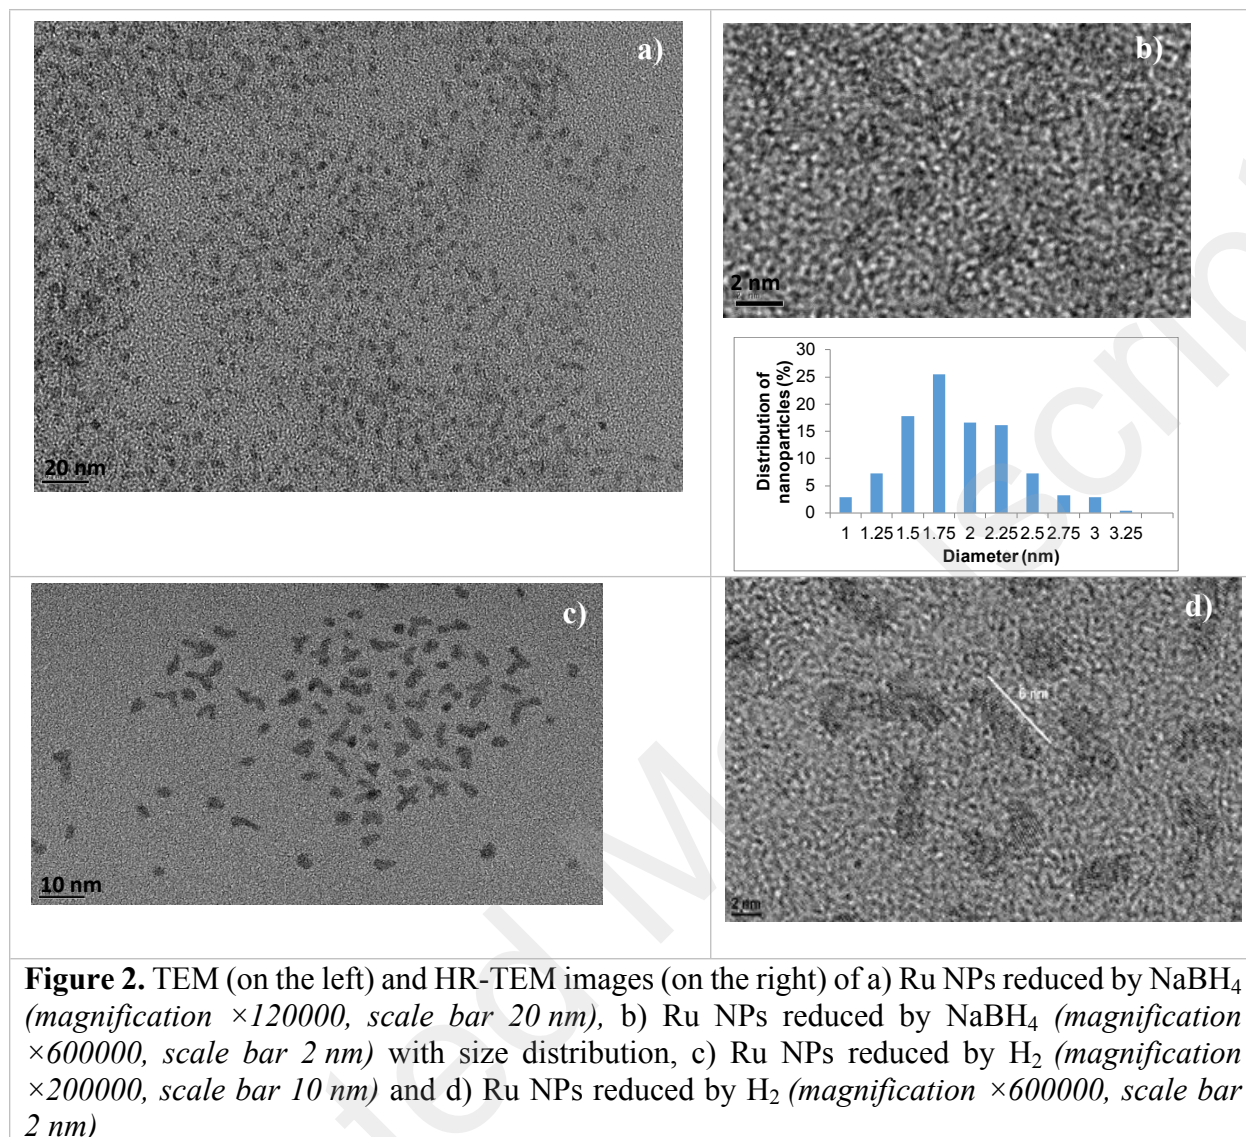 a)
20 nm
b)
2 nm
Distribution of
nanoparticles (%)
30
25
20
15
10
5
0
1 1.25 1.5 1.75 2 2.25 2.5 2.75 3 3.25
Diameter (nm)
c)
10 nm
d)
6 nm
2 nm
Figure 2. TEM (on the left) and HR-TEM images (on the right) of a) Ru NPs reduced by NaBH₄
(magnification ×120000, scale bar 20 nm), b) Ru NPs reduced by NaBH₄ (magnification
×600000, scale bar 2 nm) with size distribution, c) Ru NPs reduced by H₂ (magnification
×200000, scale bar 10 nm) and d) Ru NPs reduced by H₂ (magnification ×600000, scale bar
2 nm)